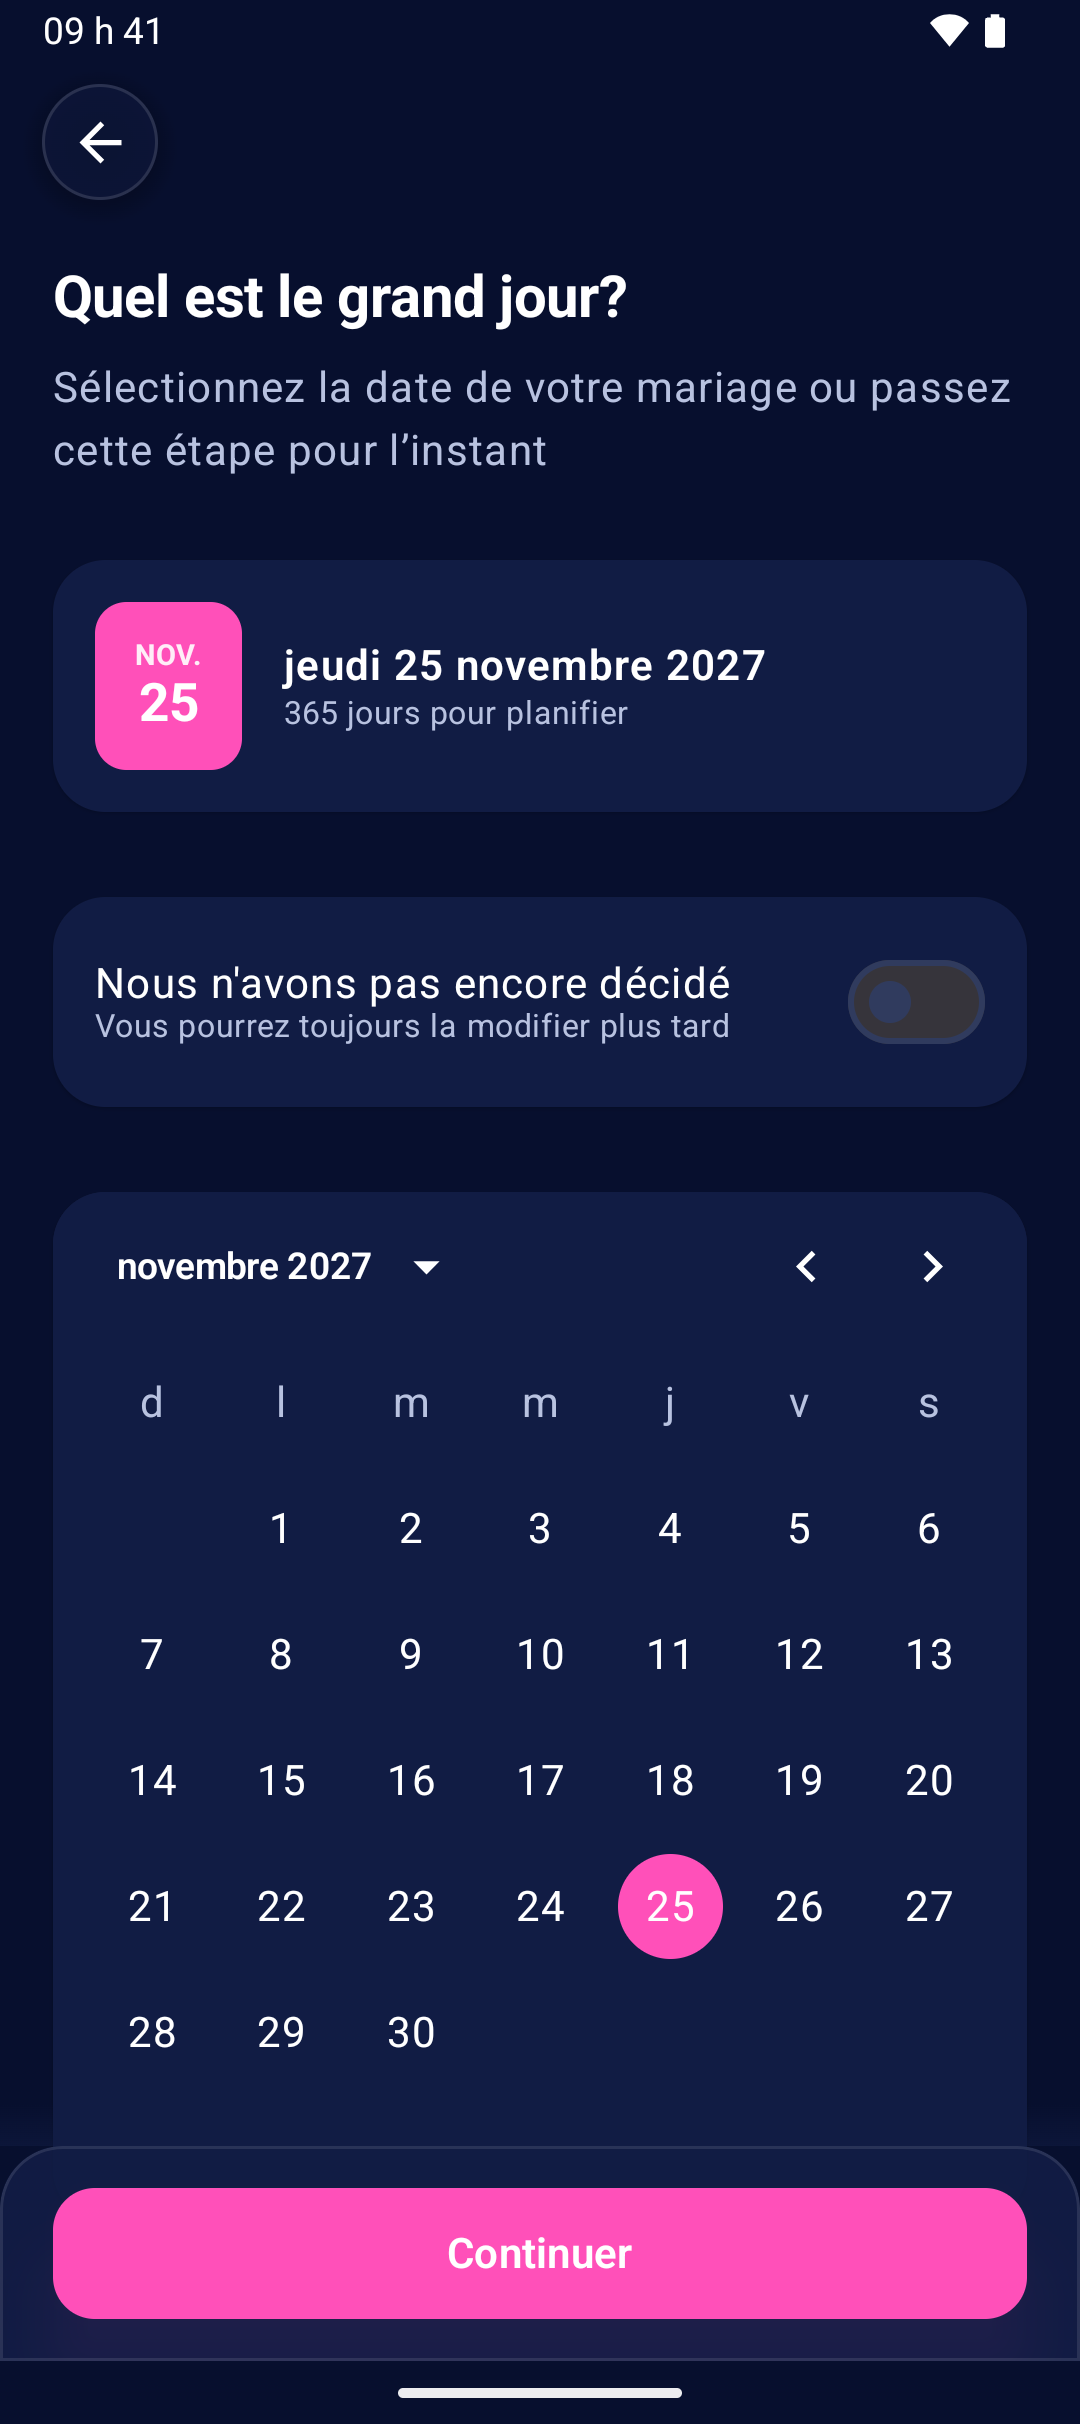 09 h 41
Quel est le grand jour?
Sélectionnez la date de votre mariage ou passez
cette étape pour l’instant
NOV.
25
jeudi 25 novembre 2027
365 jours pour planifier
Nous n'avons pas encore décidé
Vous pourrez toujours la modifier plus tard
novembre 2027
d l m m j v s
1 2 3 4 5 6
7 8 9 10 11 12 13
14 15 16 17 18 19 20
21 22 23 24 25 26 27
28 29 30
Continuer